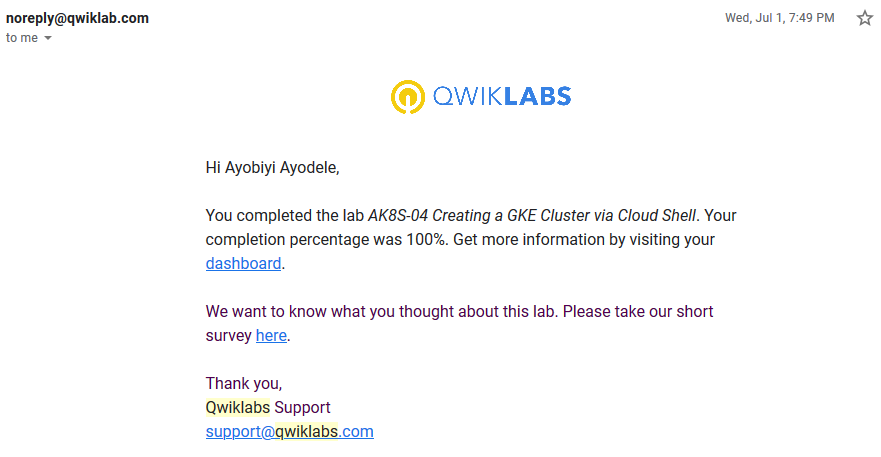 noreply@qwiklab.com
Wed, Jul 1, 7:49 PM
to me
QWIKLABS
Hi Ayobiyi Ayodele,
You completed the lab AK8S-04 Creating a GKE Cluster via Cloud Shell. Your
completion percentage was 100%. Get more information by visiting your
dashboard.
We want to know what you thought about this lab. Please take our short
survey here.
Thank you,
Qwiklabs Support
support@qwiklabs.com